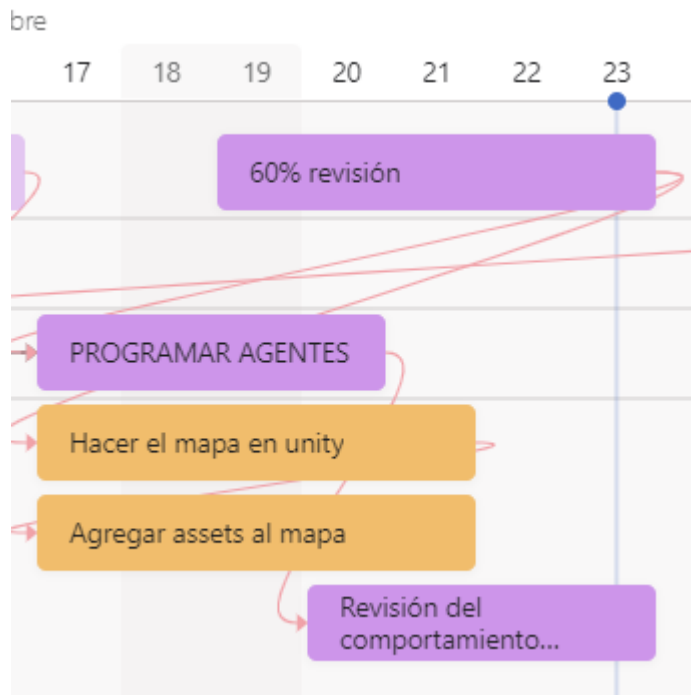 bre
17 18 19 20 21 22 23
60% revisión
PROGRAMAR AGENTES
Hacer el mapa en unity
Agregar assets al mapa
Revisión del
comportamiento...